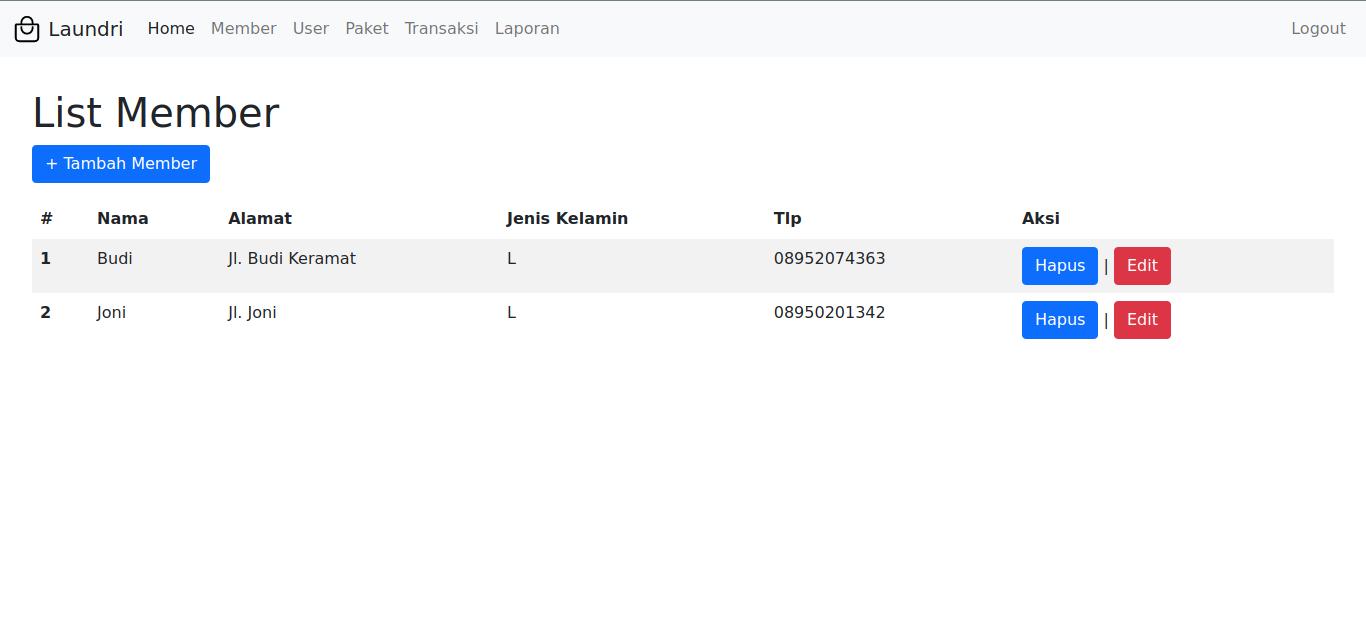 Laundri Home Member User Paket Transaksi Laporan Logout
List Member
+ Tambah Member
# Nama Alamat Jenis Kelamin Tlp Aksi
1 Budi Jl. Budi Keramat L 08952074363 Hapus | Edit
2 Joni Jl. Joni L 08950201342 Hapus | Edit